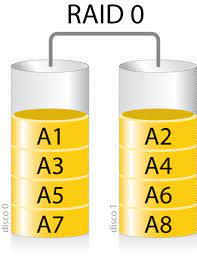 RAID 0
A1 A2
A3 A4
A5 A6
A7 A8
disco 0 disco 1